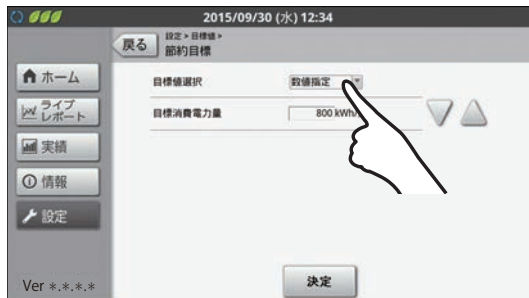 2015/09/30 (水) 12:34
戻る
設定 > 目標値 >
節約目標
ホーム
ライブ
レポート
実績
情報
設定
Ver *.*.*.*
目標値選択
数値指定
目標消費電力量
800 kWh/
決定